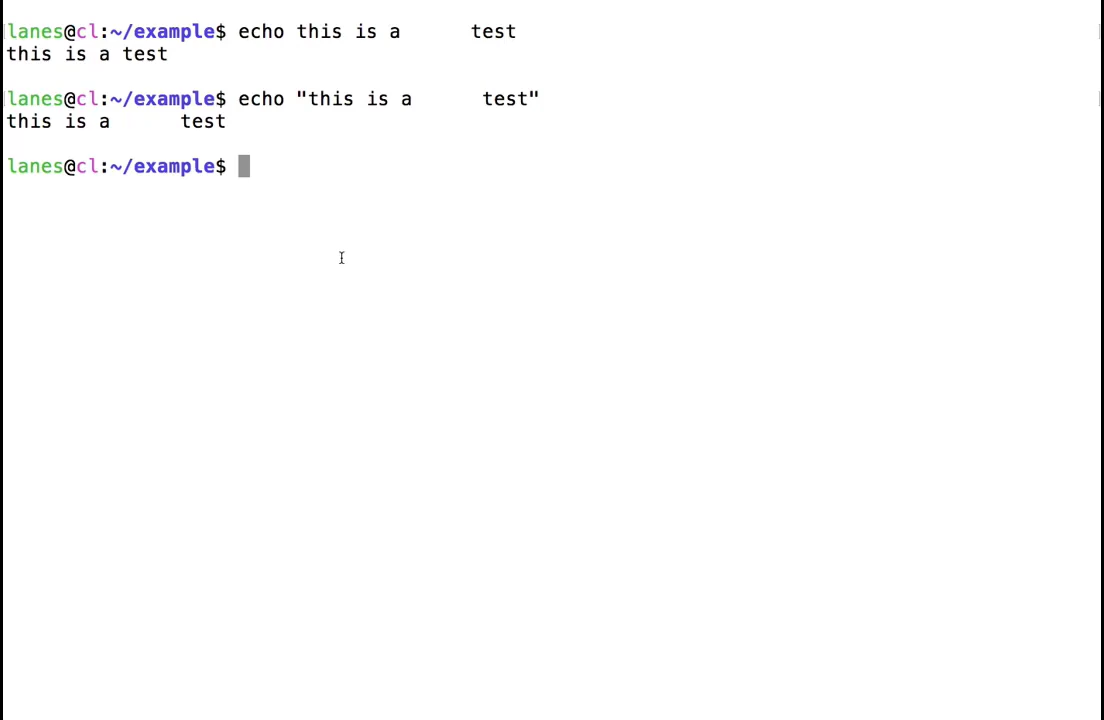 lanes@cl:~/example$ echo this is a      test
this is a test
lanes@cl:~/example$ echo "this is a      test"
this is a      test
lanes@cl:~/example$